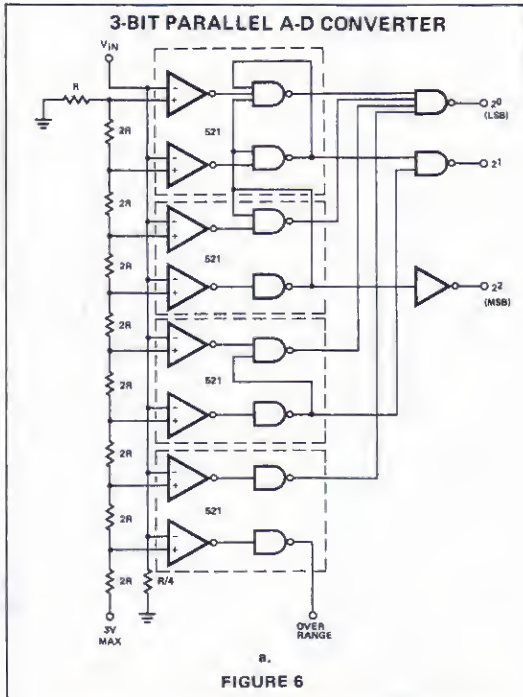 3-BIT PARALLEL A-D CONVERTER
VIN
R
2R
521
2⁰
(LSB)
2¹
2R
2R
521
2²
(MSB)
2R
2R
521
2R
2R
521
2R
R/4
3V
MAX
OVER
RANGE
a.
FIGURE 6